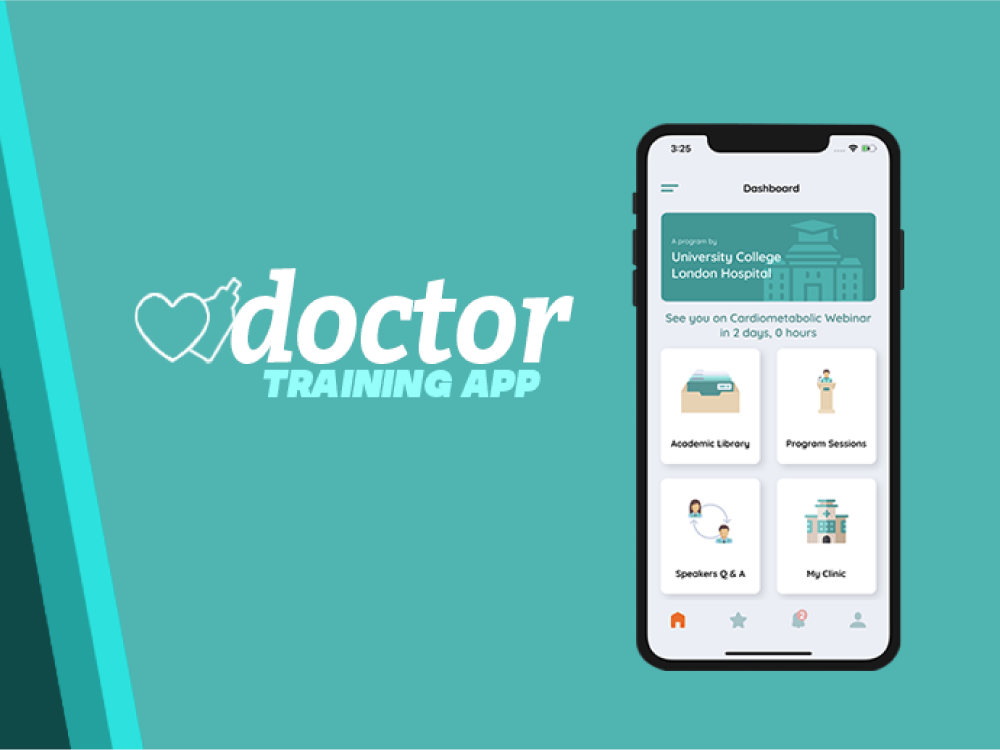 doctor
TRAINING APP
3:25
Dashboard
A program by
University College
London Hospital
See you on Cardiometabolic Webinar
in 2 days, 0 hours
Academic Library
Program Sessions
Speakers Q & A
My Clinic
2